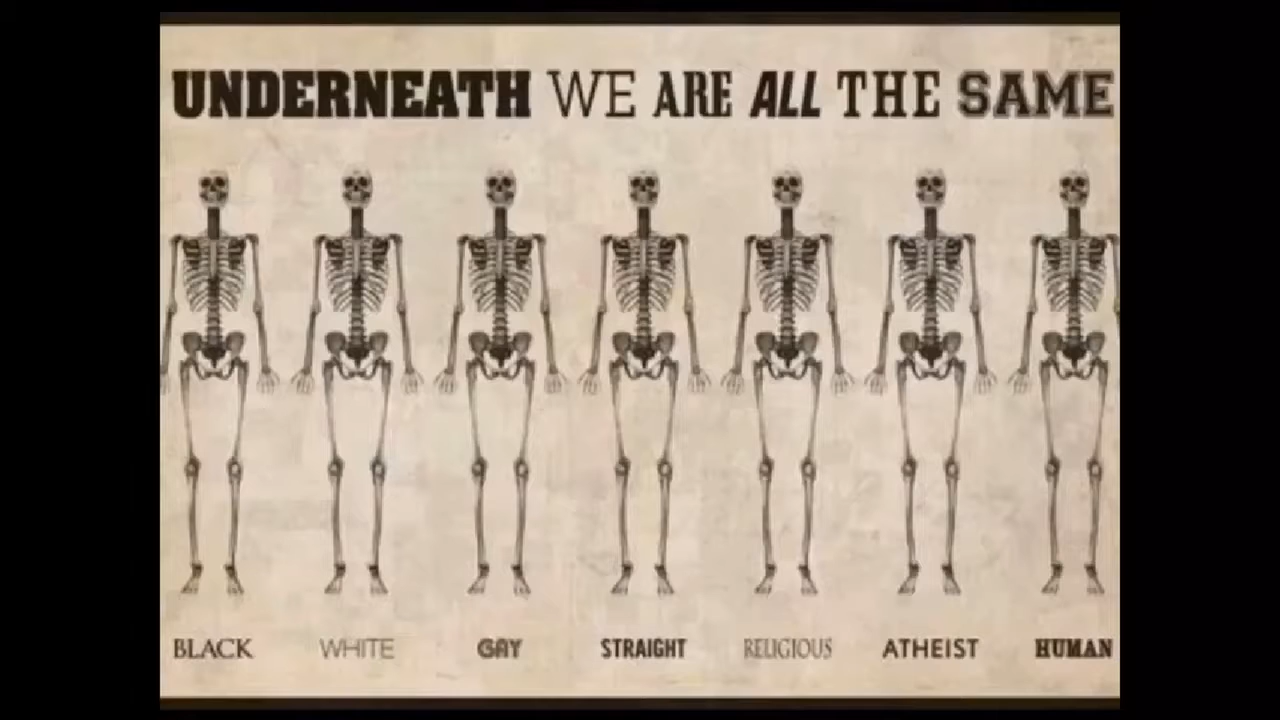 UNDERNEATH WE ARE ALL THE SAME
BLACK WHITE GAY STRAIGHT RELIGIOUS ATHEIST HUMAN